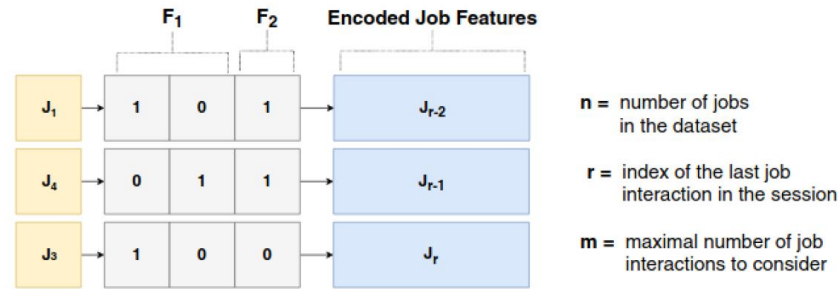 F₁ F₂ Encoded Job Features
J₁ 1 0 1 Jᵣ₋₂
n = number of jobs
in the dataset
J₄ 0 1 1 Jᵣ₋₁
r = index of the last job
interaction in the session
J₃ 1 0 0 Jᵣ
m = maximal number of job
interactions to consider